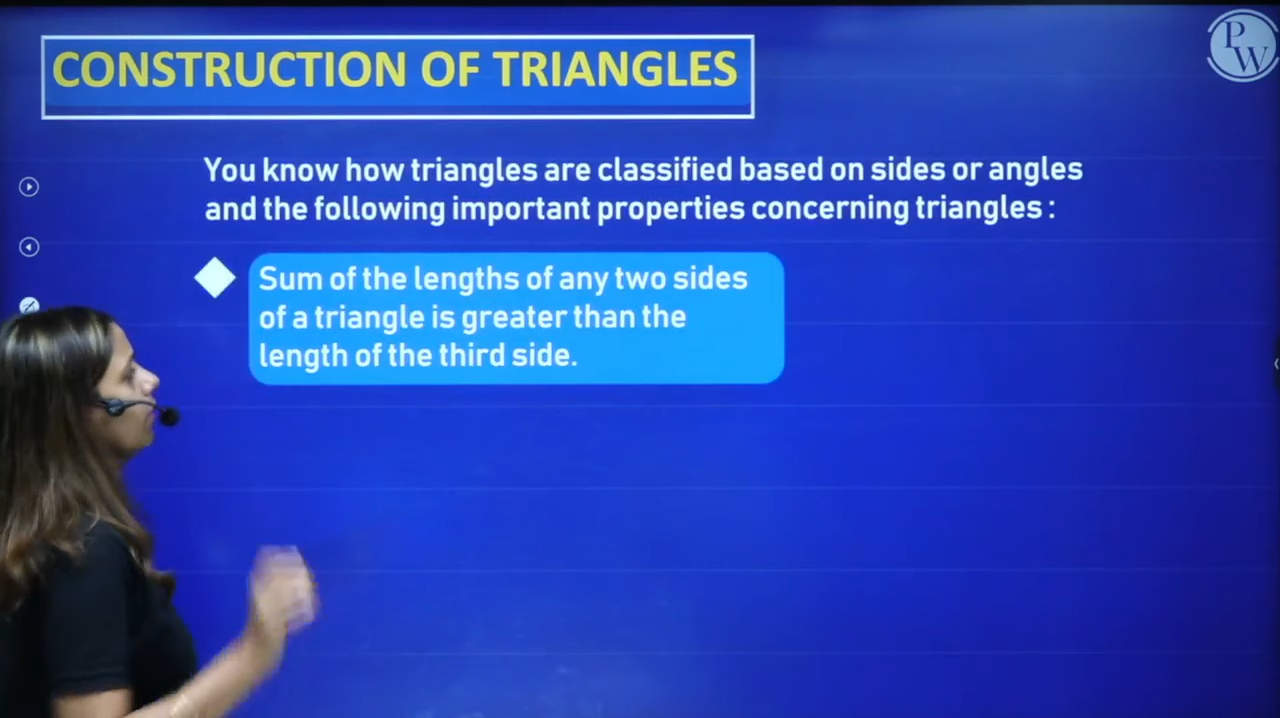 CONSTRUCTION OF TRIANGLES
PW
You know how triangles are classified based on sides or angles
and the following important properties concerning triangles :
Sum of the lengths of any two sides
of a triangle is greater than the
length of the third side.